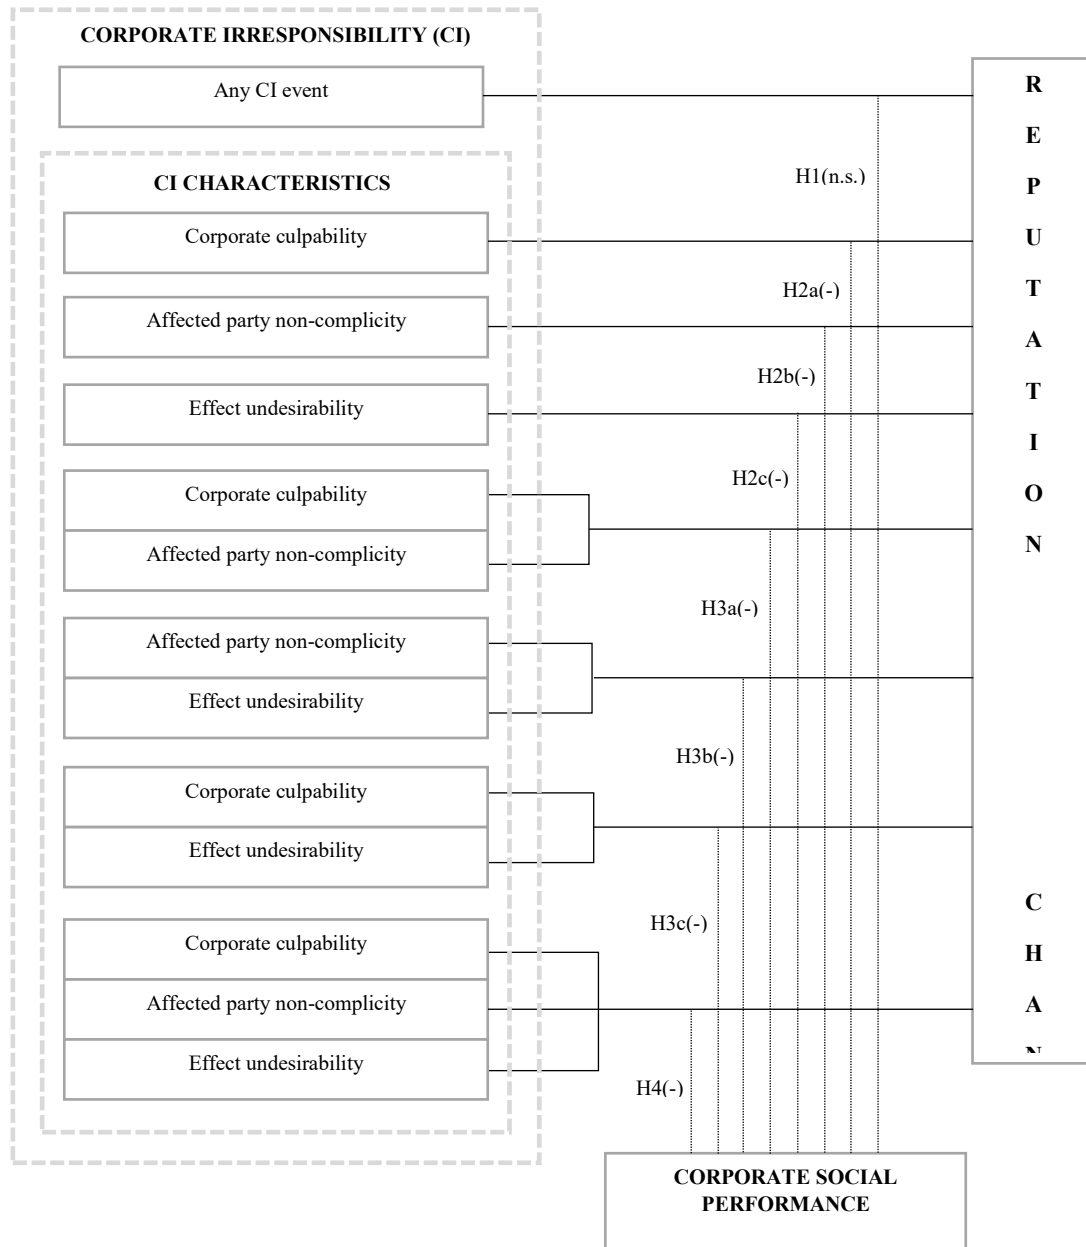 CORPORATE IRRESPONSIBILITY (CI)
Any CI event
CI CHARACTERISTICS
Corporate culpability
Affected party non-complicity
Effect undesirability
Corporate culpability
Affected party non-complicity
Affected party non-complicity
Effect undesirability
Corporate culpability
Effect undesirability
Corporate culpability
Affected party non-complicity
Effect undesirability
H1(n.s.)
H2a(-)
H2b(-)
H2c(-)
H3a(-)
H3b(-)
H3c(-)
H4(-)
R
E
P
U
T
A
T
I
O
N
C
H
A
N
CORPORATE SOCIAL
PERFORMANCE